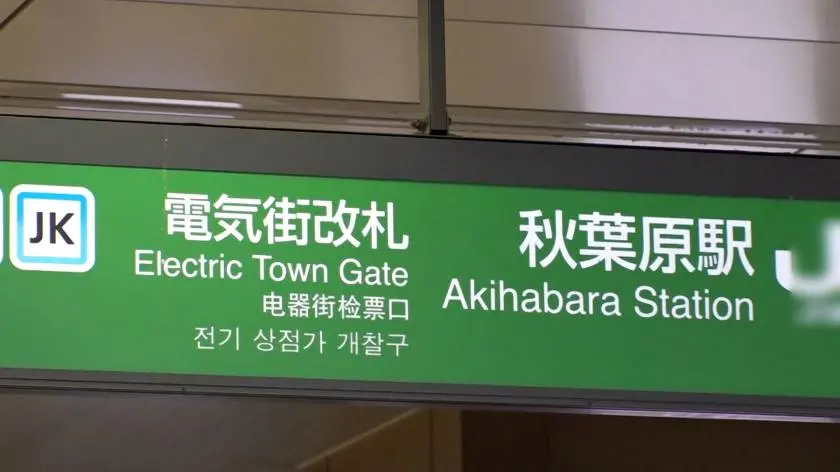 JK
電気街改札
Electric Town Gate
电器街检票口
전기 상점가 개찰구
秋葉原駅
Akihabara Station